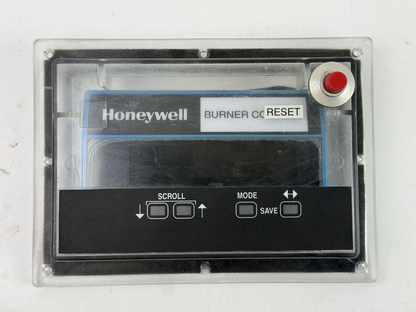 Honeywell BURNER CO RESET
SCROLL MODE ↔
↓ ↑ SAVE